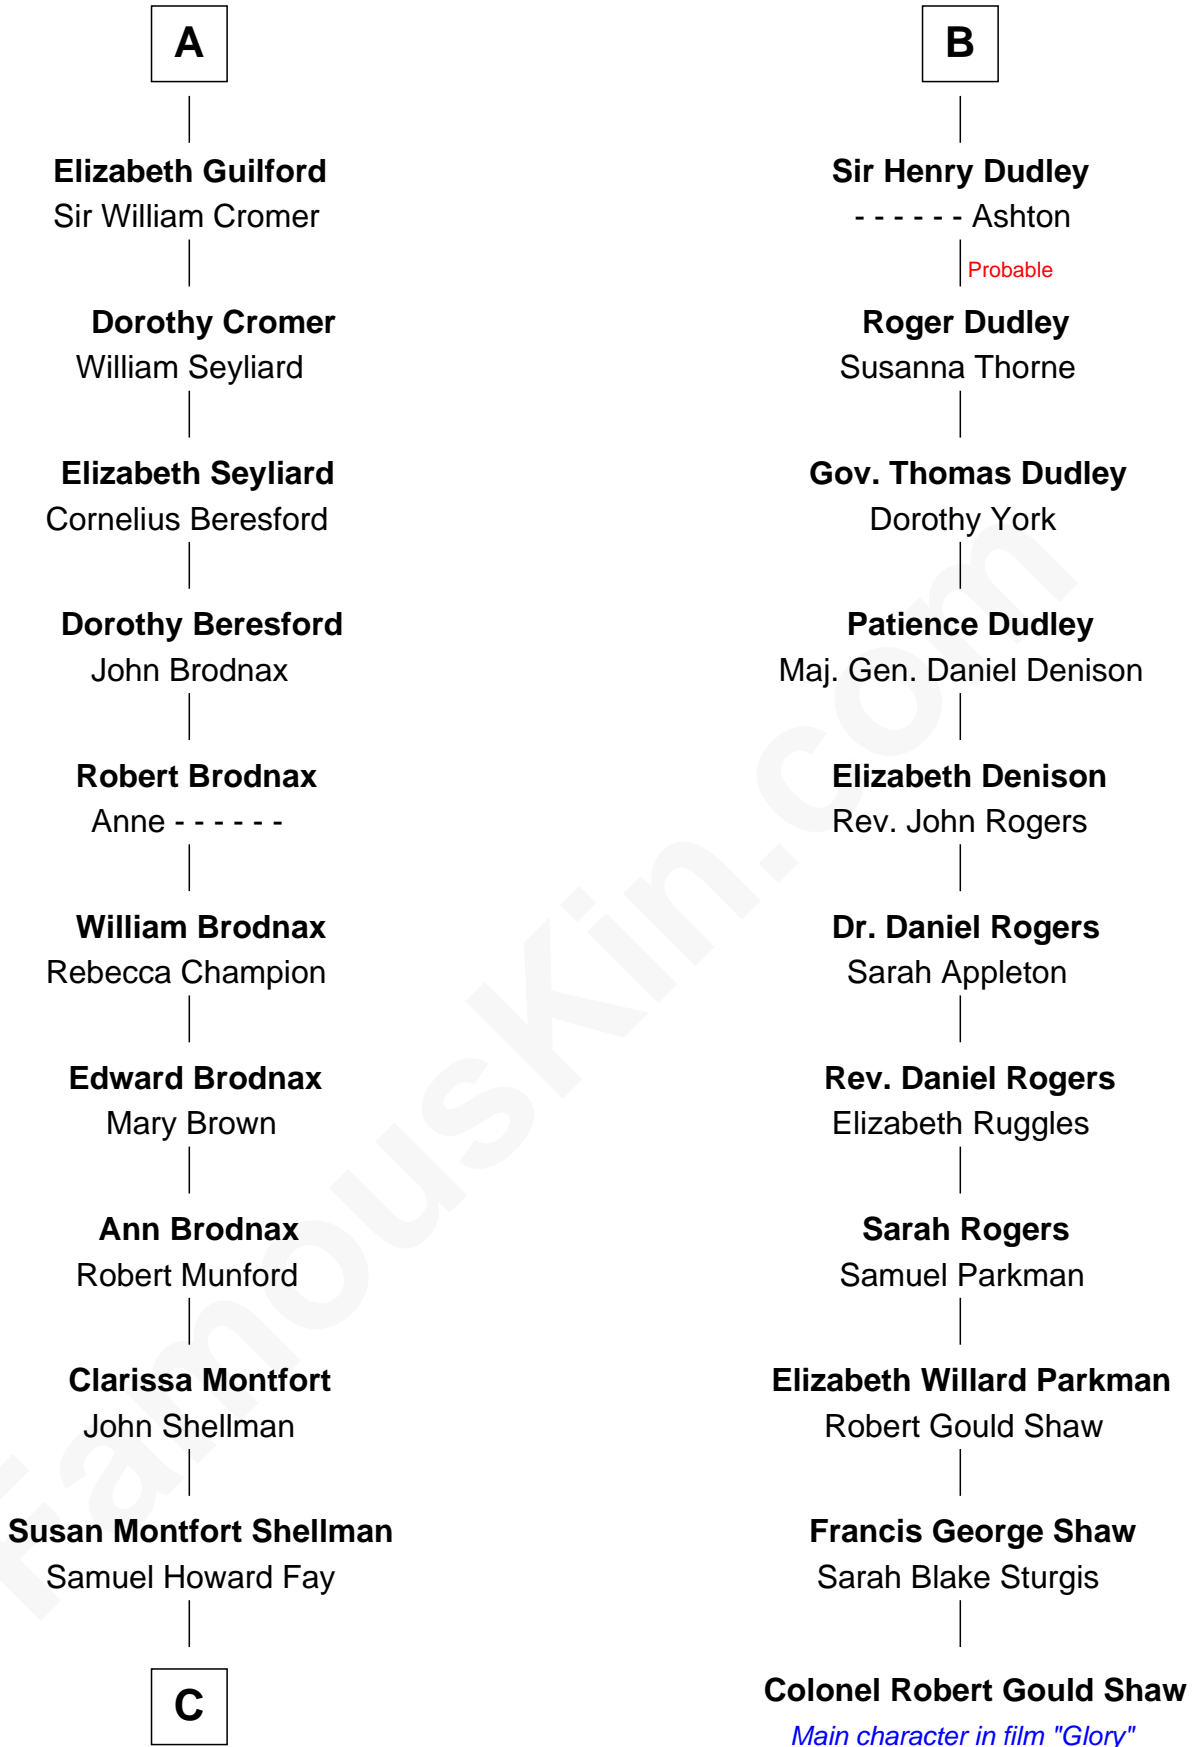 A
Elizabeth Guilford
Sir William Cromer
Dorothy Cromer
William Seyliard
Elizabeth Seyliard
Cornelius Beresford
Dorothy Beresford
John Brodnax
Robert Brodnax
Anne - - - - - -
William Brodnax
Rebecca Champion
Edward Brodnax
Mary Brown
Ann Brodnax
Robert Munford
Clarissa Montfort
John Shellman
Susan Montfort Shellman
Samuel Howard Fay
C
B
Sir Henry Dudley
- - - - - - Ashton
Probable
Roger Dudley
Susanna Thorne
Gov. Thomas Dudley
Dorothy York
Patience Dudley
Maj. Gen. Daniel Denison
Elizabeth Denison
Rev. John Rogers
Dr. Daniel Rogers
Sarah Appleton
Rev. Daniel Rogers
Elizabeth Ruggles
Sarah Rogers
Samuel Parkman
Elizabeth Willard Parkman
Robert Gould Shaw
Francis George Shaw
Sarah Blake Sturgis
Colonel Robert Gould Shaw
Main character in film "Glory"
FamousKin.com